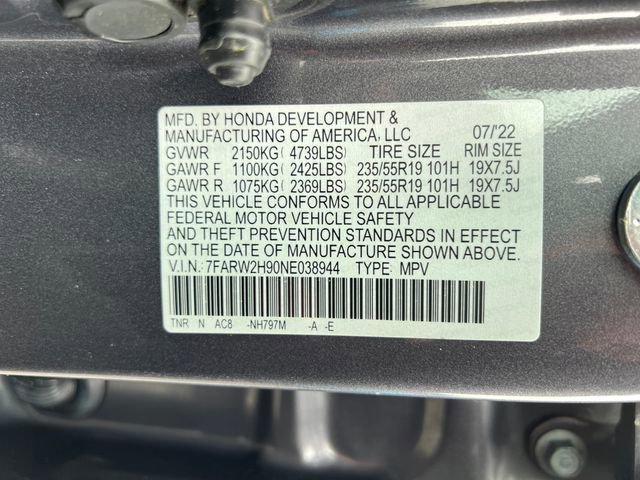 MFD. BY HONDA DEVELOPMENT &
MANUFACTURING OF AMERICA, LLC 07/'22
GVWR 2150KG(4739LBS) TIRE SIZE RIM SIZE
GAWR F 1100KG(2425LBS) 235/55R19 101H 19X7.5J
GAWR R 1075KG(2369LBS) 235/55R19 101H 19X7.5J
THIS VEHICLE CONFORMS TO ALL APPLICABLE
FEDERAL MOTOR VEHICLE SAFETY
AND THEFT PREVENTION STANDARDS IN EFFECT
ON THE DATE OF MANUFACTURE SHOWN ABOVE.
V.I.N.:7FARW2H90NE038944 TYPE: MPV
TNR N AC8 -NH797M -A -E